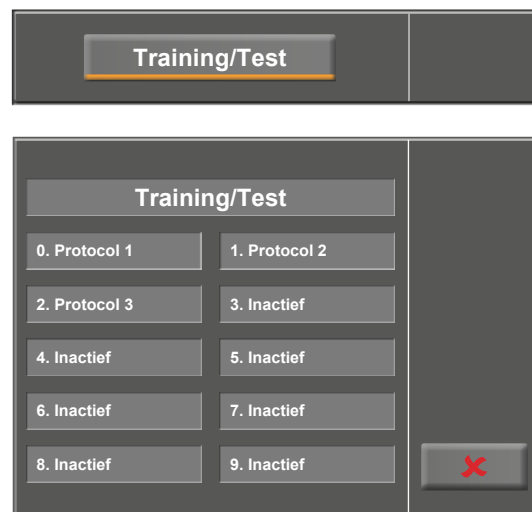 Training/Test
Training/Test
0. Protocol 1 1. Protocol 2
2. Protocol 3 3. Inactief
4. Inactief 5. Inactief
6. Inactief 7. Inactief
8. Inactief 9. Inactief